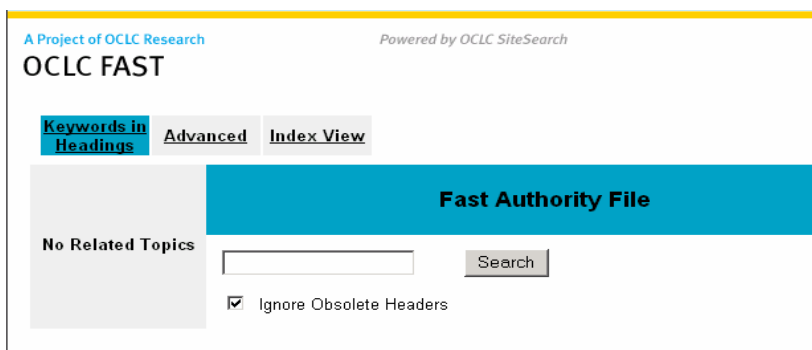 A Project of OCLC Research
Powered by OCLC SiteSearch
OCLC FAST
Keywords in
Headings
Advanced
Index View
Fast Authority File
No Related Topics
Search
Ignore Obsolete Headers